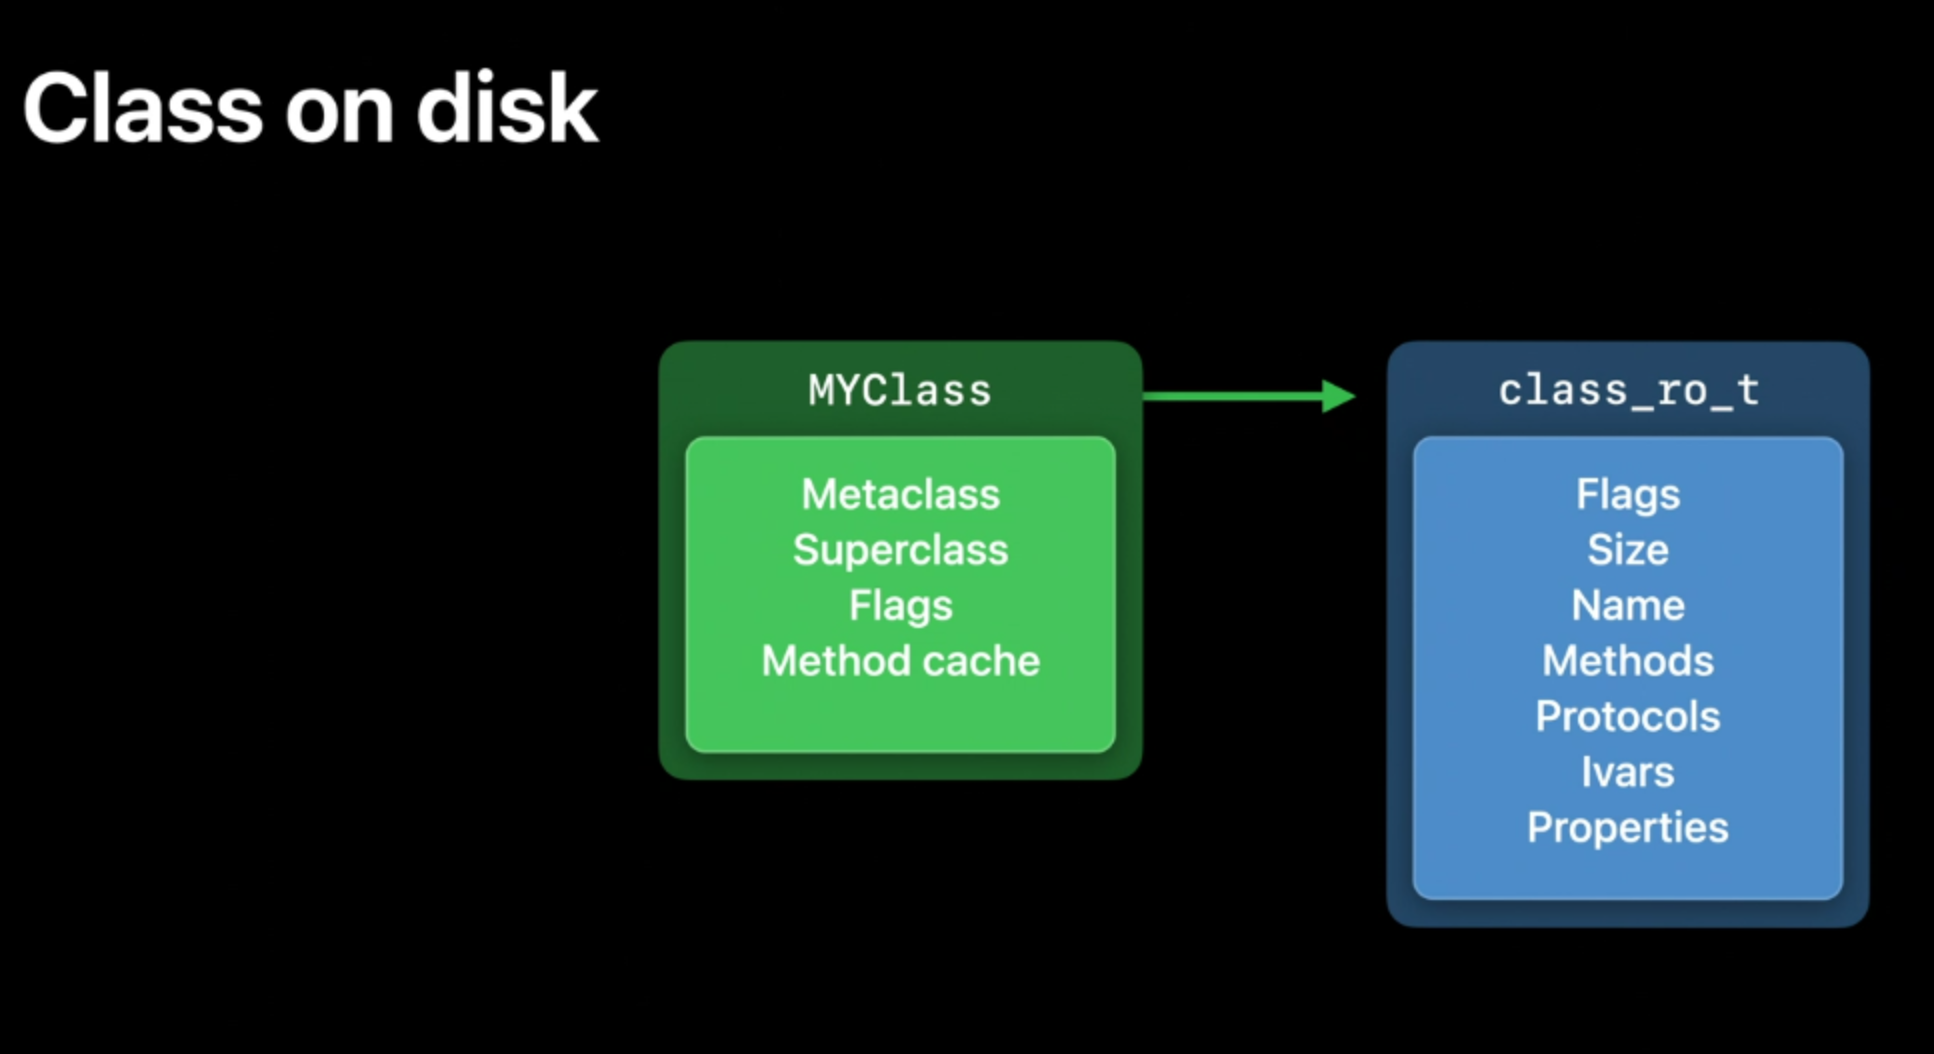 Class on disk
MYClass
Metaclass
Superclass
Flags
Method cache
class_ro_t
Flags
Size
Name
Methods
Protocols
Ivars
Properties